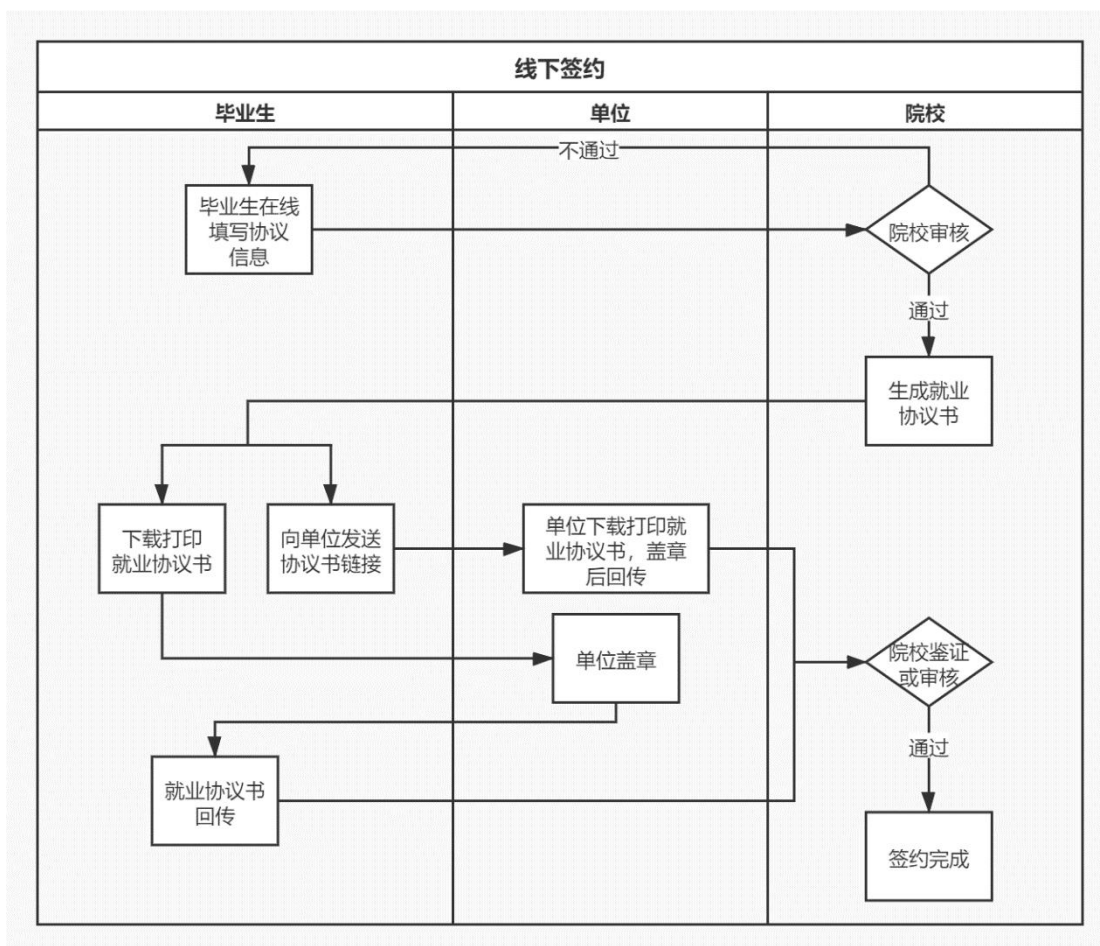 线下签约
毕业生
单位
院校
不通过
毕业生在线
填写协议
信息
院校审核
通过
生成就业
协议书
下载打印
就业协议书
向单位发送
协议书链接
单位下载打印就
业协议书，盖章
后回传
单位盖章
院校鉴证
或审核
通过
就业协议书
回传
签约完成